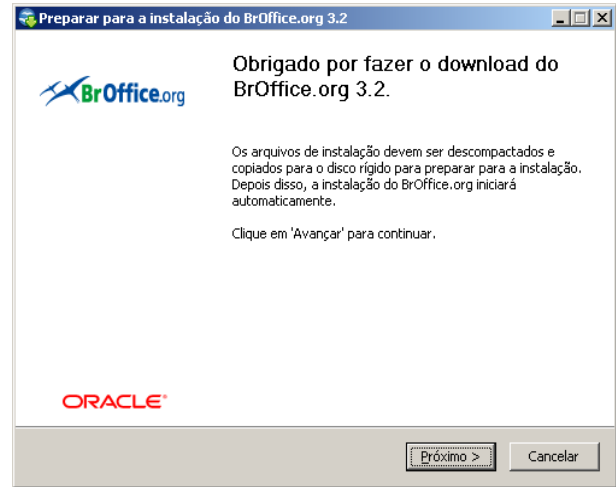 Preparar para a instalação do BrOffice.org 3.2
BrOffice.org
Obrigado por fazer o download do
BrOffice.org 3.2.
Os arquivos de instalação devem ser descompactados e
copiados para o disco rígido para preparar para a instalação.
Depois disso, a instalação do BrOffice.org iniciará
automaticamente.
Clique em 'Avançar' para continuar.
ORACLE®
Próximo >
Cancelar